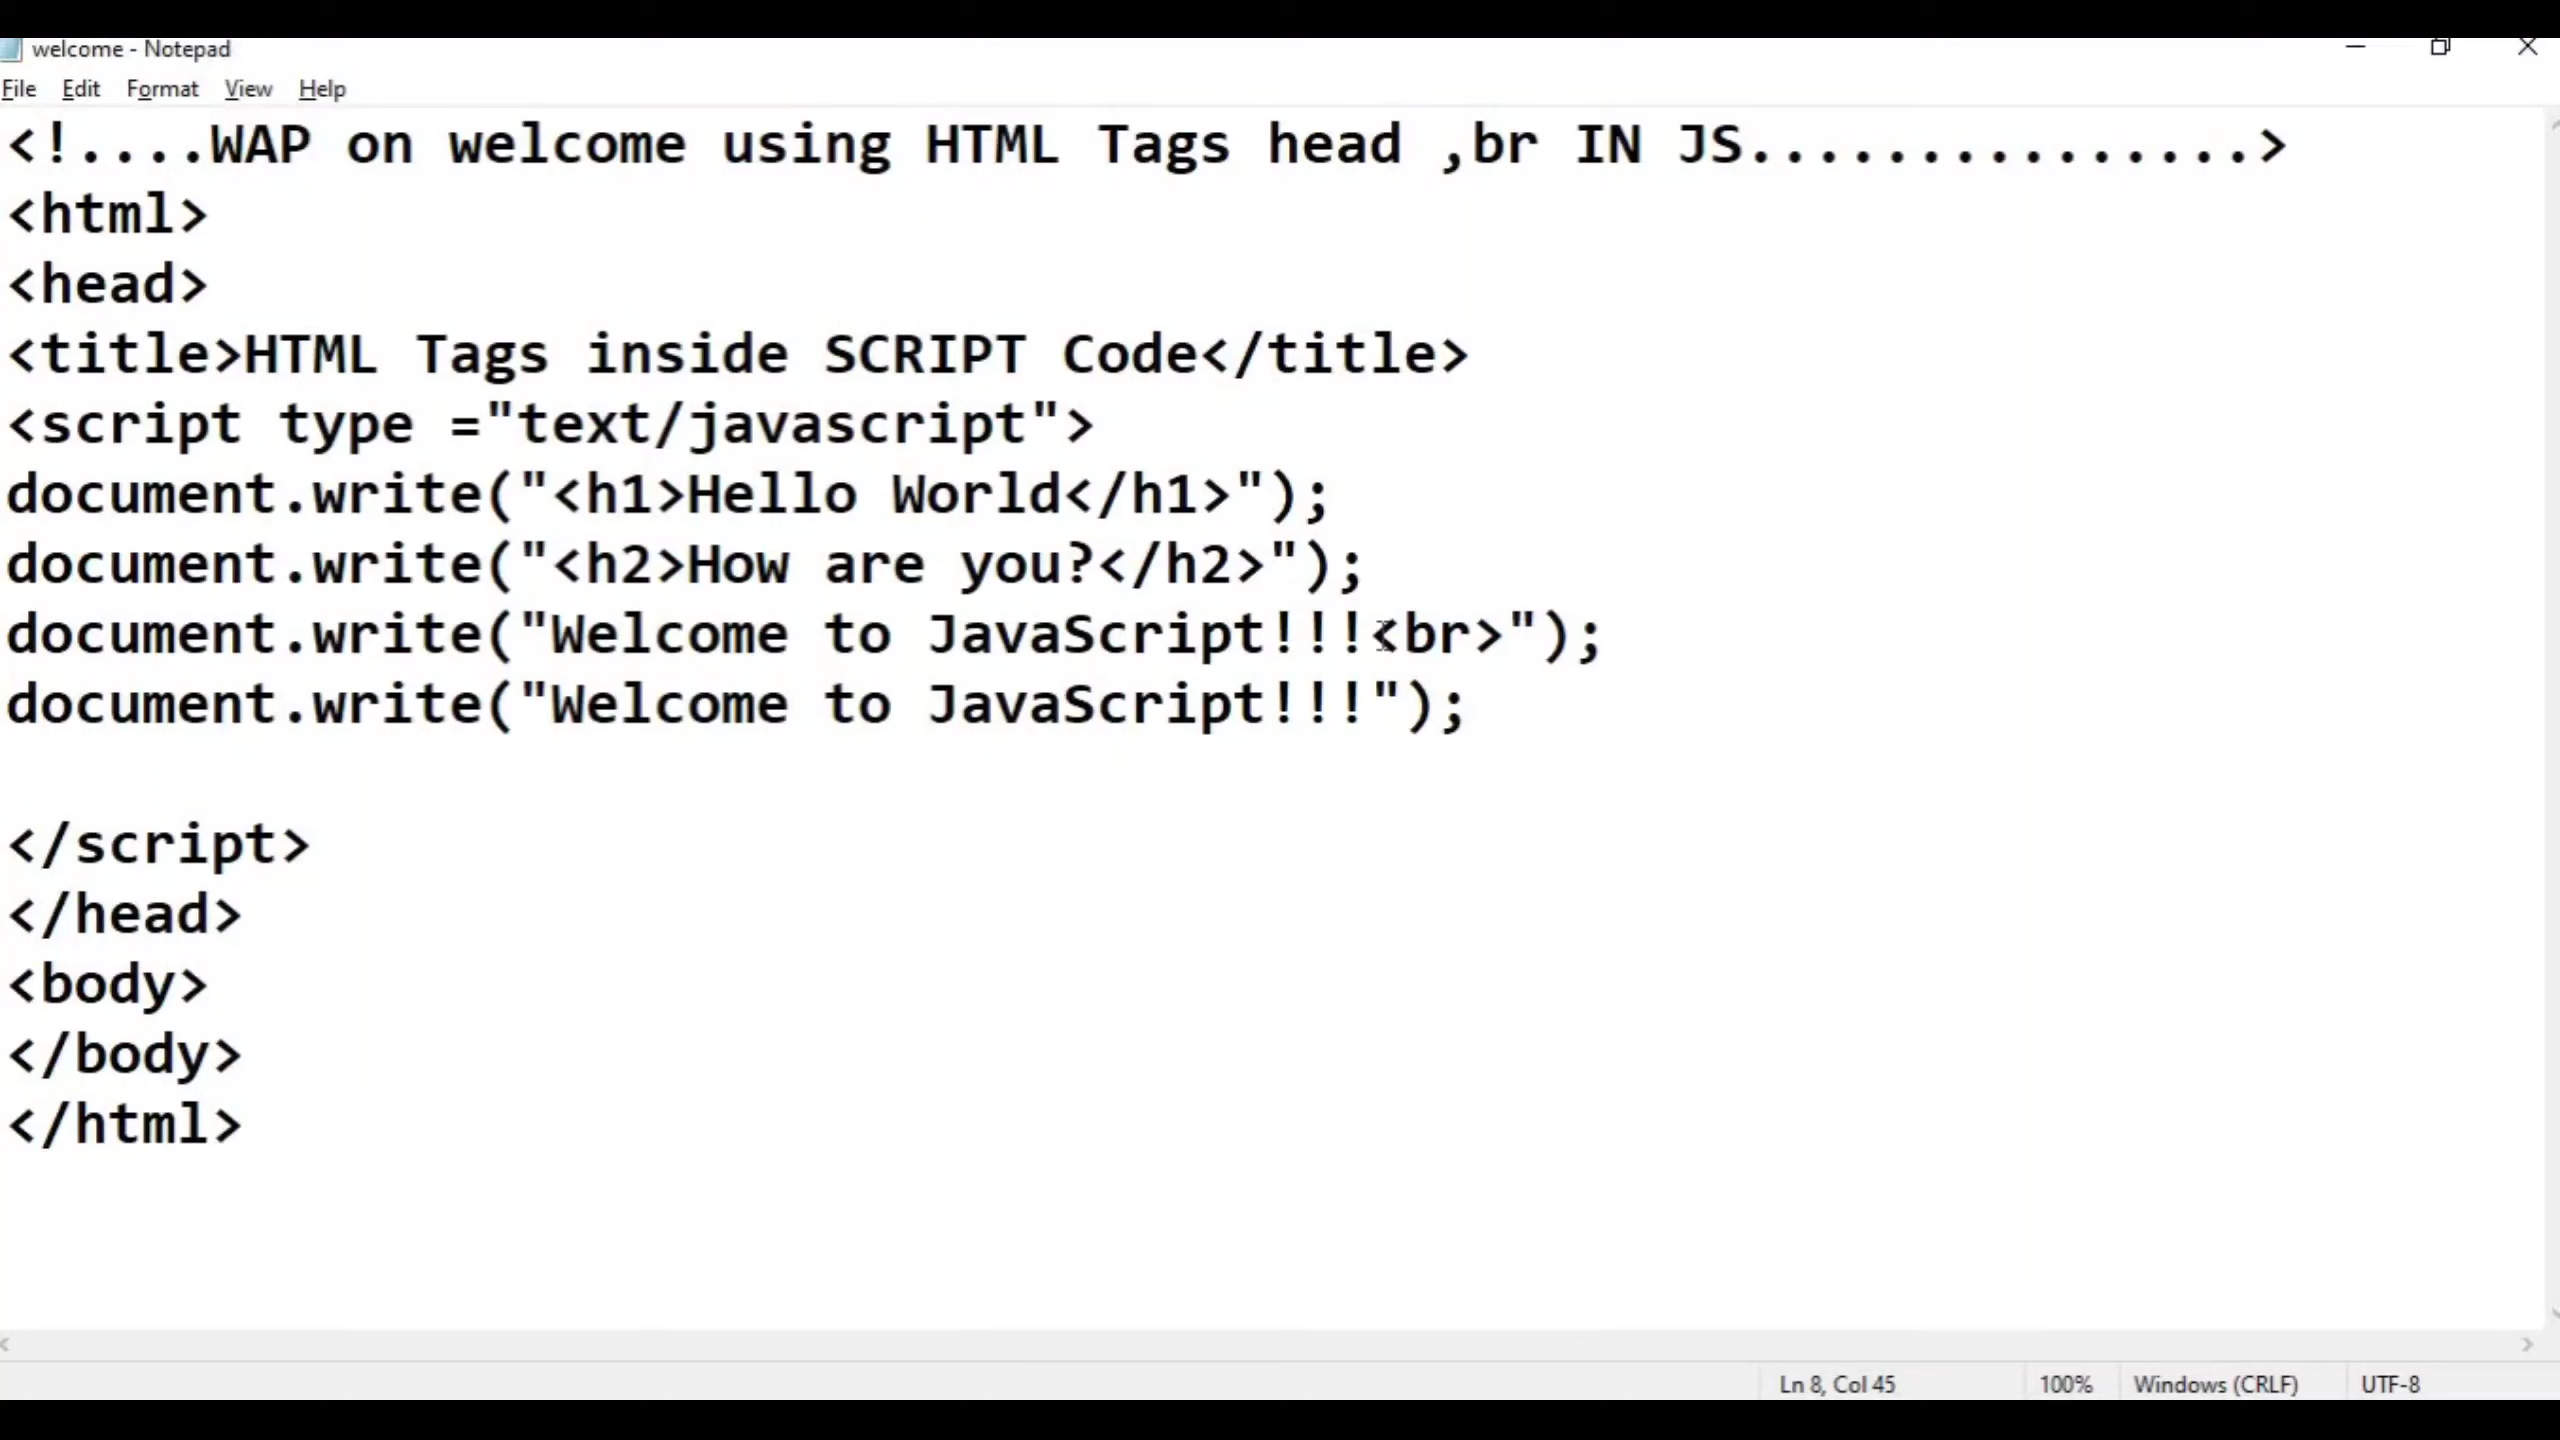 welcome - Notepad
File Edit Format View Help
<!....WAP on welcome using HTML Tags head ,br IN JS...............>
<html>
<head>
<title>HTML Tags inside SCRIPT Code</title>
<script type ="text/javascript">
document.write("<h1>Hello World</h1>");
document.write("<h2>How are you?</h2>");
document.write("Welcome to JavaScript!!!<br>");
document.write("Welcome to JavaScript!!!");
</script>
</head>
<body>
</body>
</html>
Ln 8, Col 45 100% Windows (CRLF) UTF-8